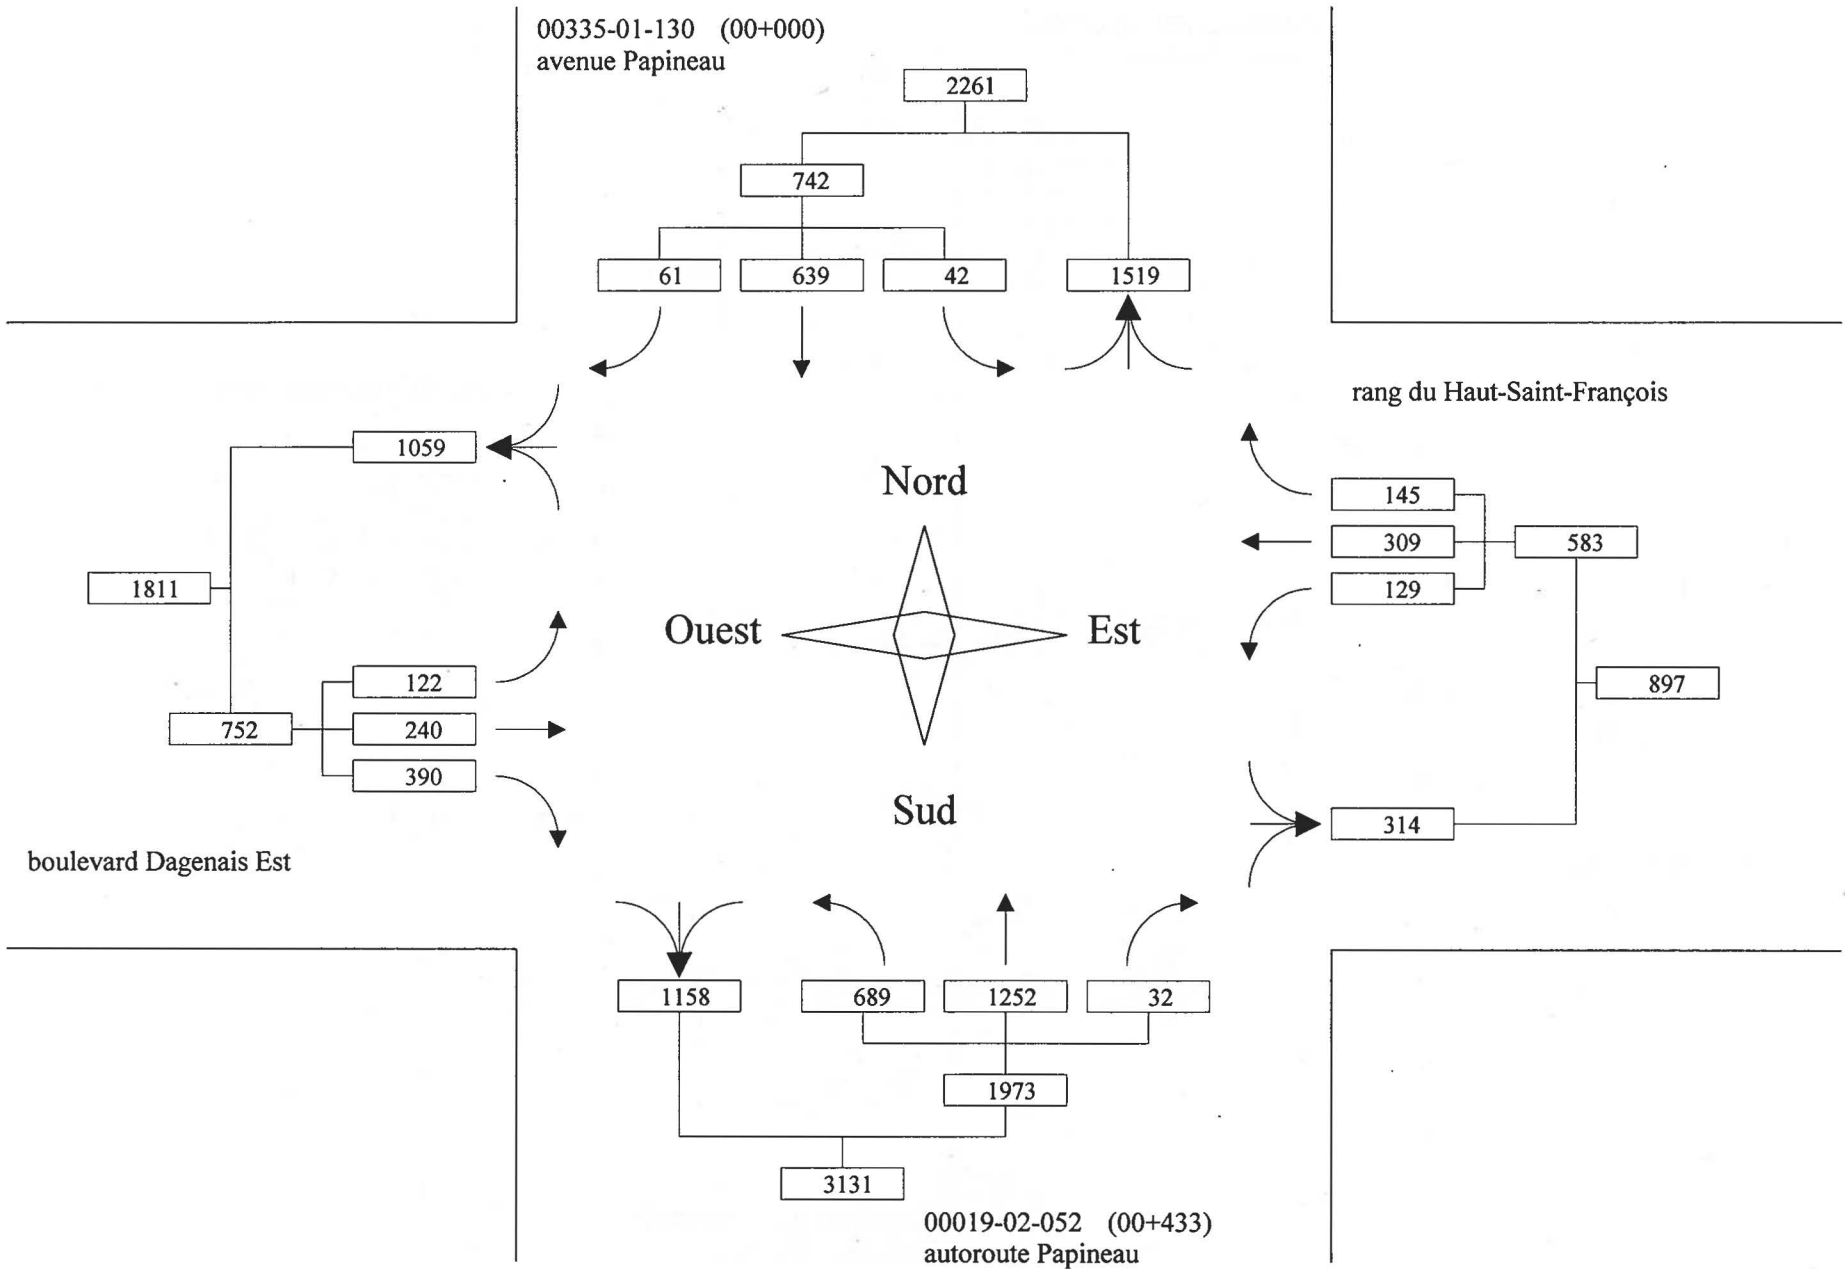 00335-01-130 (00+000)
avenue Papineau
2261
742
61 639 42 1519
rang du Haut-Saint-François
1059
Nord
145
309 583
129
1811
Ouest Est
122
897
752 240
390
Sud
314
boulevard Dagenais Est
1158 689 1252 32
1973
3131
00019-02-052 (00+433)
autoroute Papineau